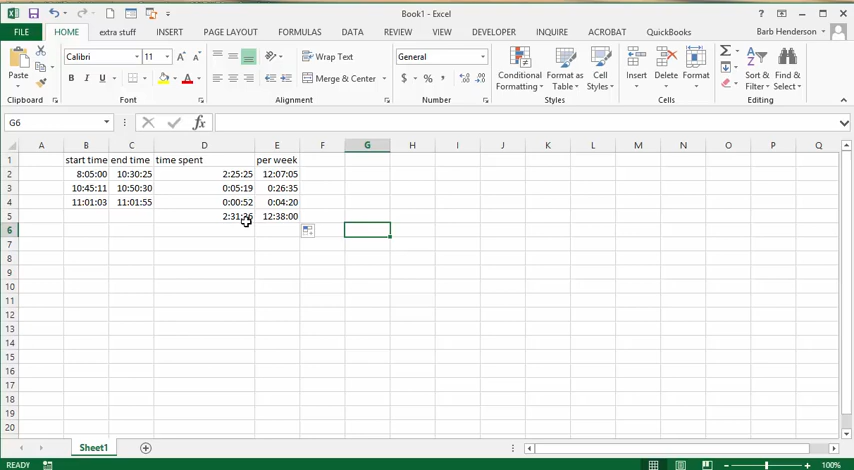 Book1 - Excel
FILE HOME extra stuff INSERT PAGE LAYOUT FORMULAS DATA REVIEW VIEW DEVELOPER INQUIRE ACROBAT QuickBooks Barb Henderson
Paste Calibri 11 Wrap Text General Conditional Formatting Format as Table Cell Styles Insert Delete Format Sort & Filter Find & Select
B I U A Merge & Center $ % ,
Clipboard Font Alignment Number Styles Cells Editing
G6 fx
A B C D E F G H I J K L M N O P Q
1 start time end time time spent per week
2 8:05:00 10:30:25 2:25:25 12:07:05
3 10:45:11 10:50:30 0:05:19 0:26:35
4 11:01:03 11:01:55 0:00:52 0:04:20
5 2:31:36 12:38:00
6
7
8
9
10
11
12
13
14
15
16
17
18
19
20
Sheet1
READY 100%